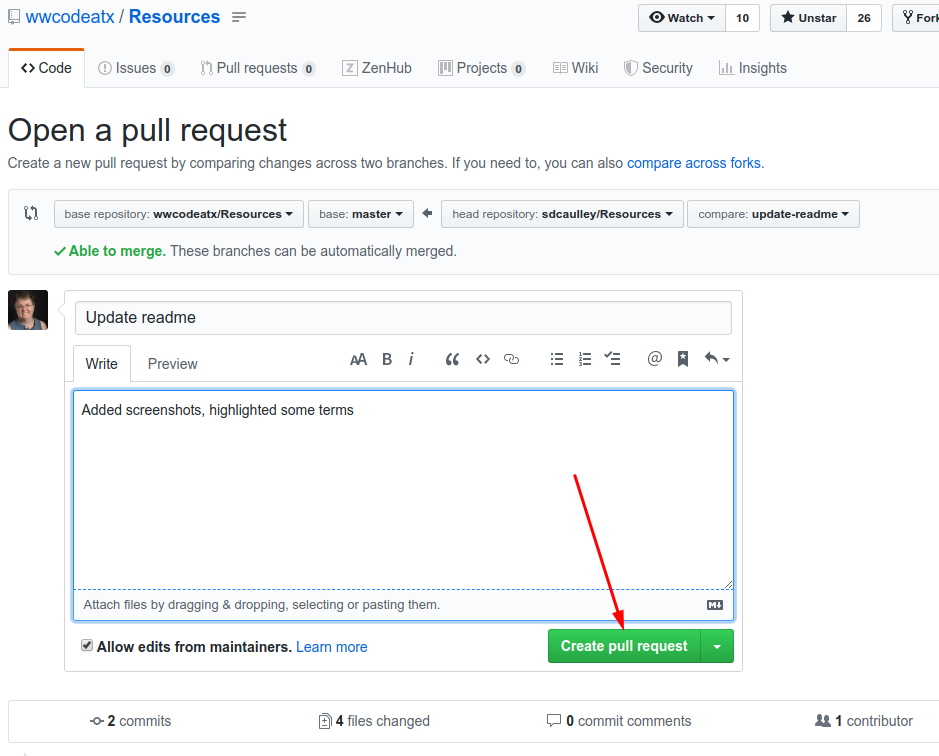 wwcodeatx / Resources
Watch 10 Unstar 26 Fork
Code Issues 0 Pull requests 0 ZenHub Projects 0 Wiki Security Insights
Open a pull request
Create a new pull request by comparing changes across two branches. If you need to, you can also compare across forks.
base repository: wwcodeatx/Resources base: master head repository: sdcaulley/Resources compare: update-readme
Able to merge. These branches can be automatically merged.
Update readme
Write Preview AA B i
Added screenshots, highlighted some terms
Attach files by dragging & dropping, selecting or pasting them.
Allow edits from maintainers. Learn more Create pull request
2 commits 4 files changed 0 commit comments 1 contributor